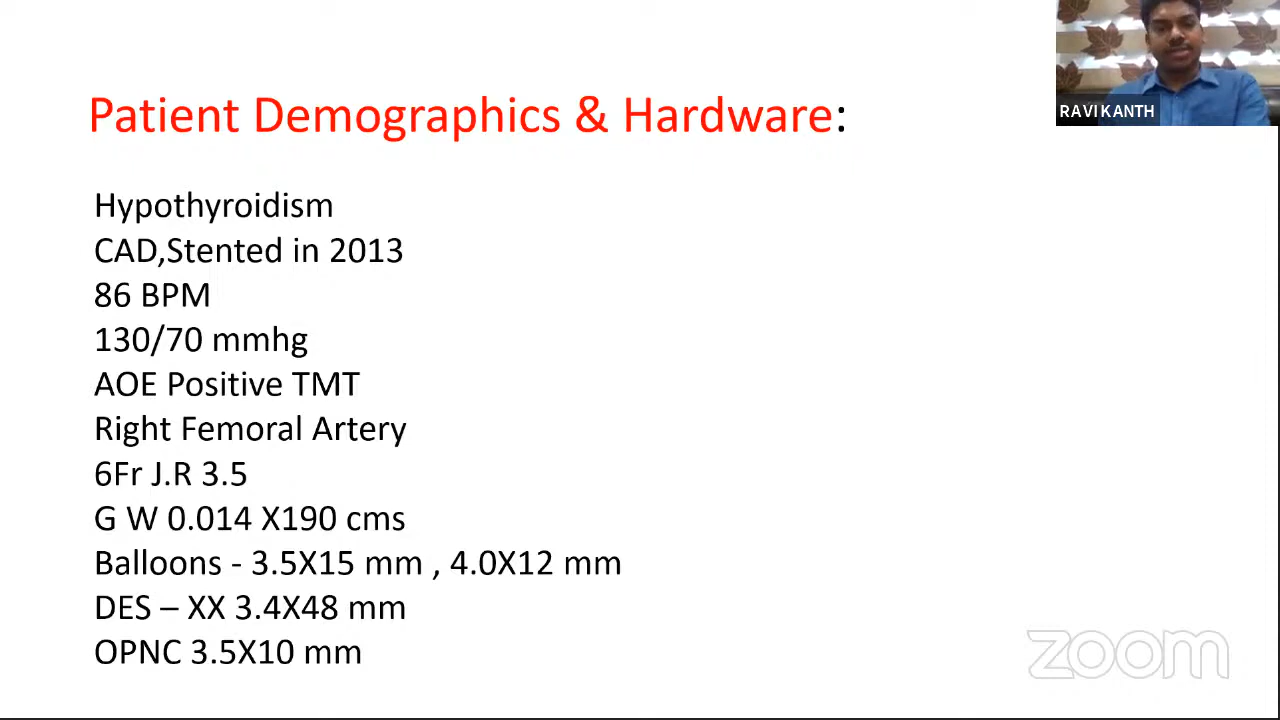 Patient Demographics & Hardware:
RAVI KANTH
Hypothyroidism
CAD,Stented in 2013
86 BPM
130/70 mmhg
AOE Positive TMT
Right Femoral Artery
6Fr J.R 3.5
G W 0.014 X190 cms
Balloons - 3.5X15 mm , 4.0X12 mm
DES – XX 3.4X48 mm
OPNC 3.5X10 mm
zoom